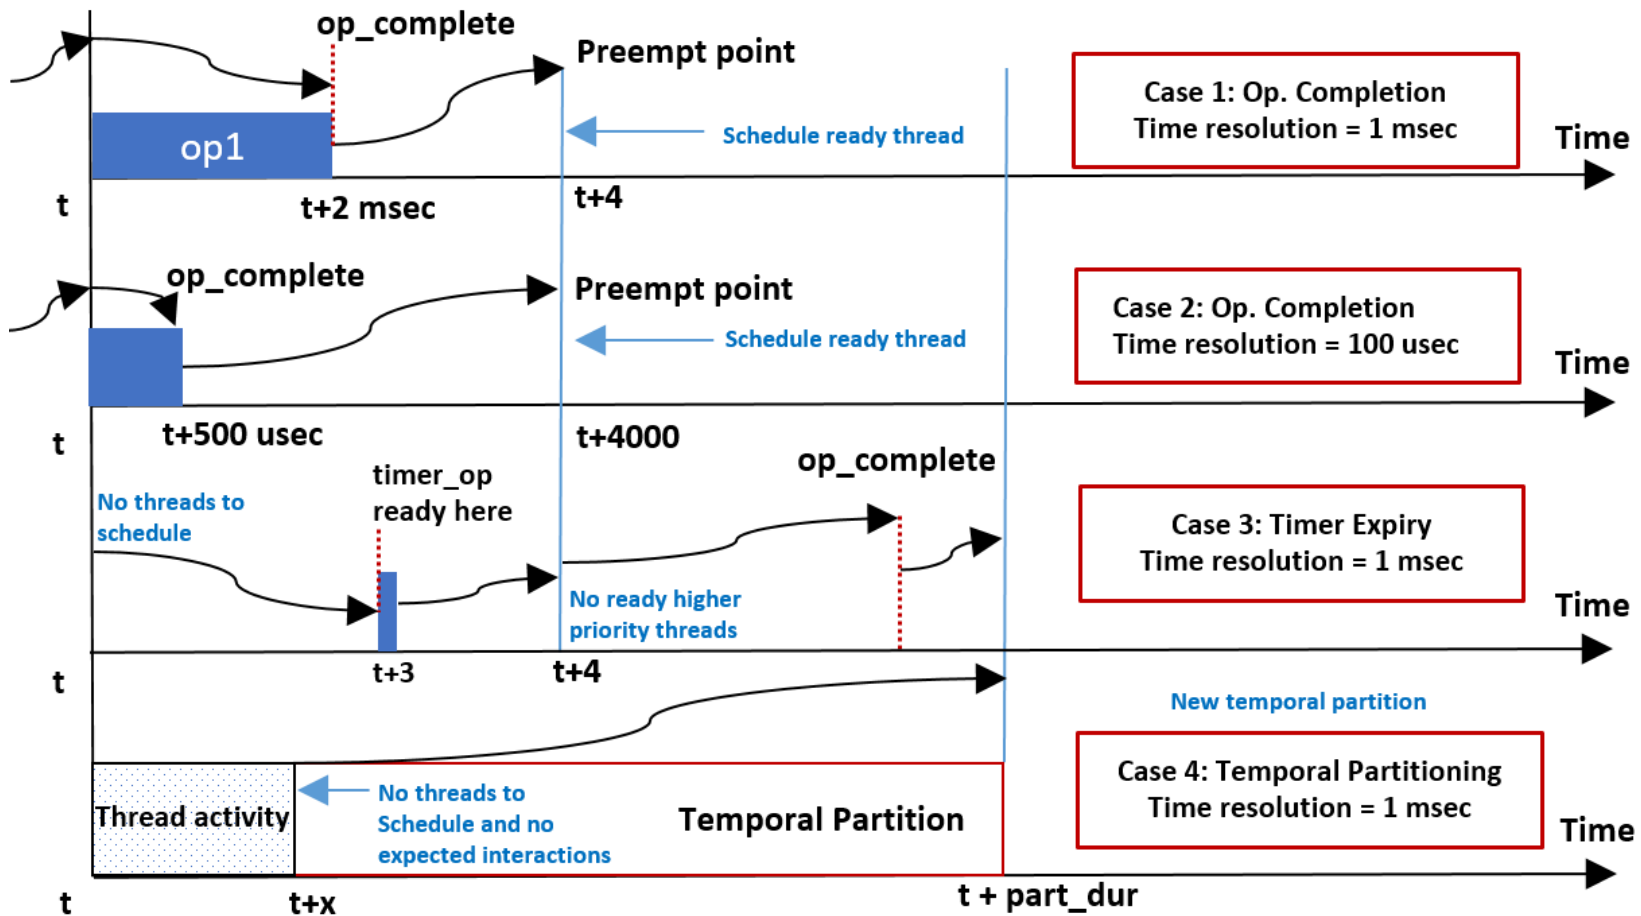 op_complete
Preempt point
op1
Schedule ready thread
Case 1: Op. Completion
Time resolution = 1 msec
Time
t
t+2 msec
t+4
op_complete
Preempt point
Schedule ready thread
Case 2: Op. Completion
Time resolution = 100 usec
Time
t
t+500 usec
t+4000
op_complete
timer_op
ready here
No threads to
schedule
Case 3: Timer Expiry
Time resolution = 1 msec
No ready higher
priority threads
Time
t
t+3
t+4
New temporal partition
Thread activity
No threads to
Schedule and no
expected interactions
Temporal Partition
Case 4: Temporal Partitioning
Time resolution = 1 msec
Time
t
t+x
t + part_dur